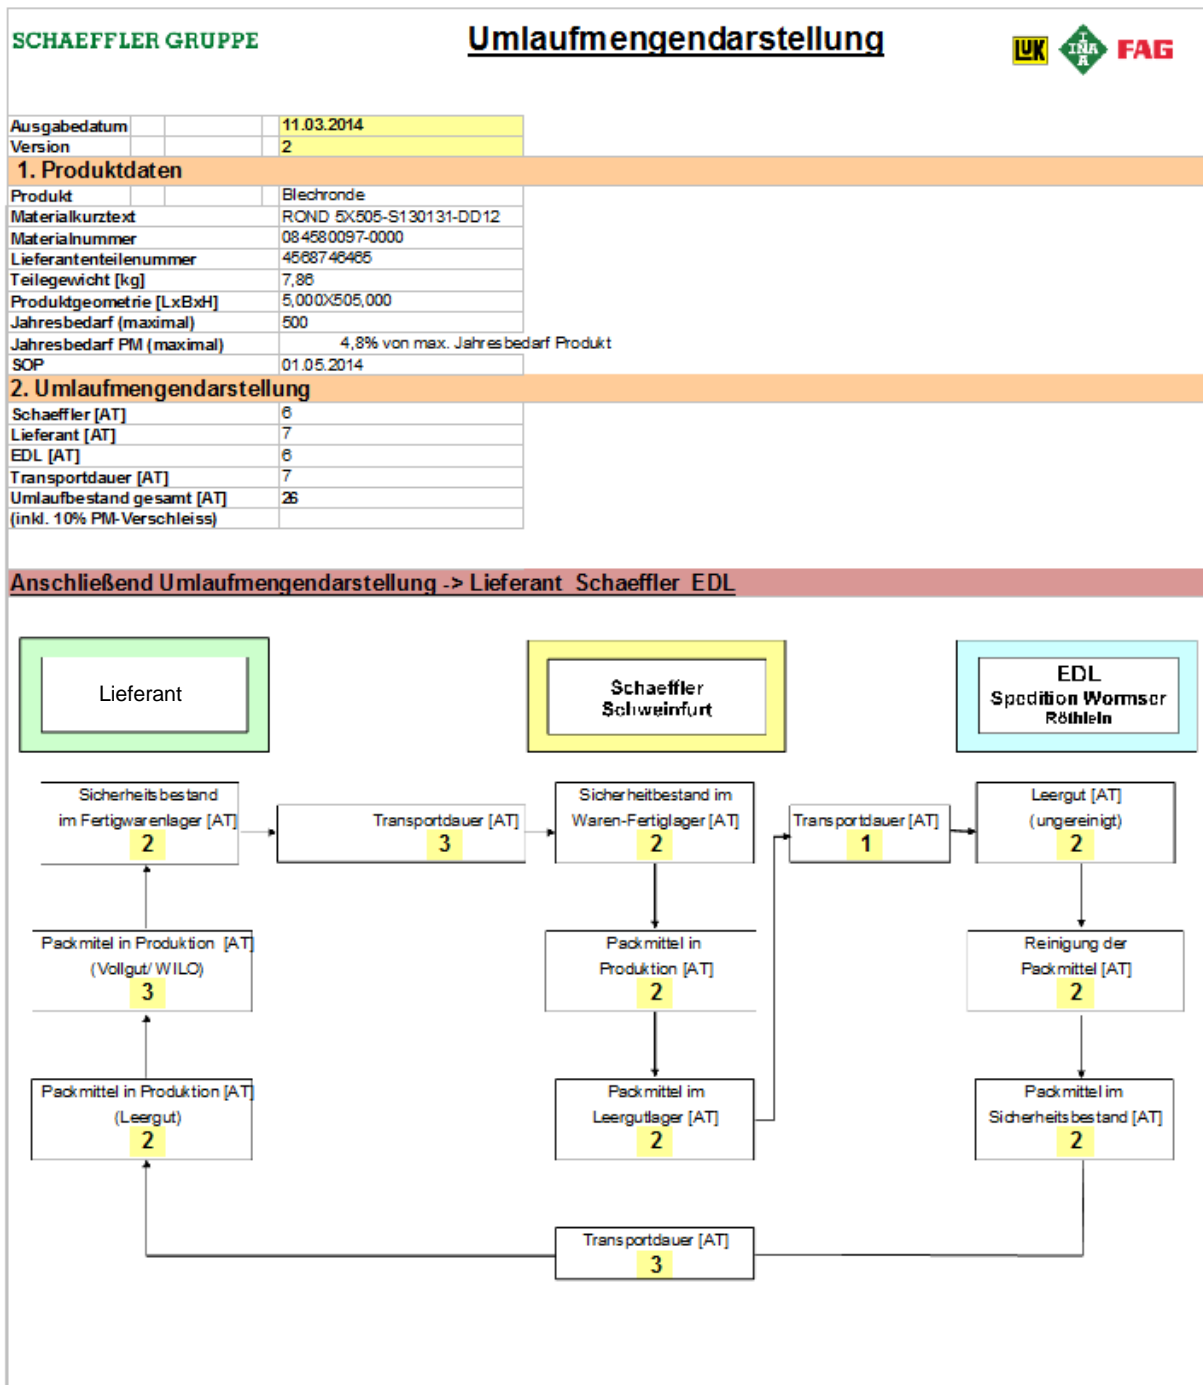 SCHAEFFLER GRUPPE
Umlaufmengendarstellung
LUK INA FAG
Ausgabedatum 11.03.2014
Version 2
1. Produktdaten
Produkt Blechronde
Materialkurztext ROND 5X505-S130131-DD12
Materialnummer 084580097-0000
Lieferantenteilenummer 4568746465
Teilegewicht [kg] 7,86
Produktgeometrie [LxBxH] 5,000X505,000
Jahresbedarf (maximal) 500
Jahresbedarf PM (maximal) 4,8% von max. Jahresbedarf Produkt
SOP 01.05.2014
2. Umlaufmengendarstellung
Schaeffler [AT] 6
Lieferant [AT] 7
EDL [AT] 6
Transportdauer [AT] 7
Umlaufbestand gesamt [AT] 26
(inkl. 10% PM-Verschleiss)
Anschließend Umlaufmengendarstellung -> Lieferant Schaeffler EDL
Lieferant
Schaeffler
Schweinfurt
EDL
Spedition Wormser
Röthlein
Sicherheitsbestand
im Fertigwarenlager [AT]
2
Transportdauer [AT]
3
Sicherheitbestand im
Waren-Fertiglager [AT]
2
Transportdauer [AT]
1
Leergut [AT]
(ungereinigt)
2
Packmitel in Produktion [AT]
(Vollgut/ WILO)
3
Packmittel in
Produktion [AT]
2
Reinigung der
Packmittel [AT]
2
Packmittel in Produktion [AT]
(Leergut)
2
Packmittel im
Leergutlager [AT]
2
Packmittel im
Sicherheitsbestand [AT]
2
Transportdauer [AT]
3